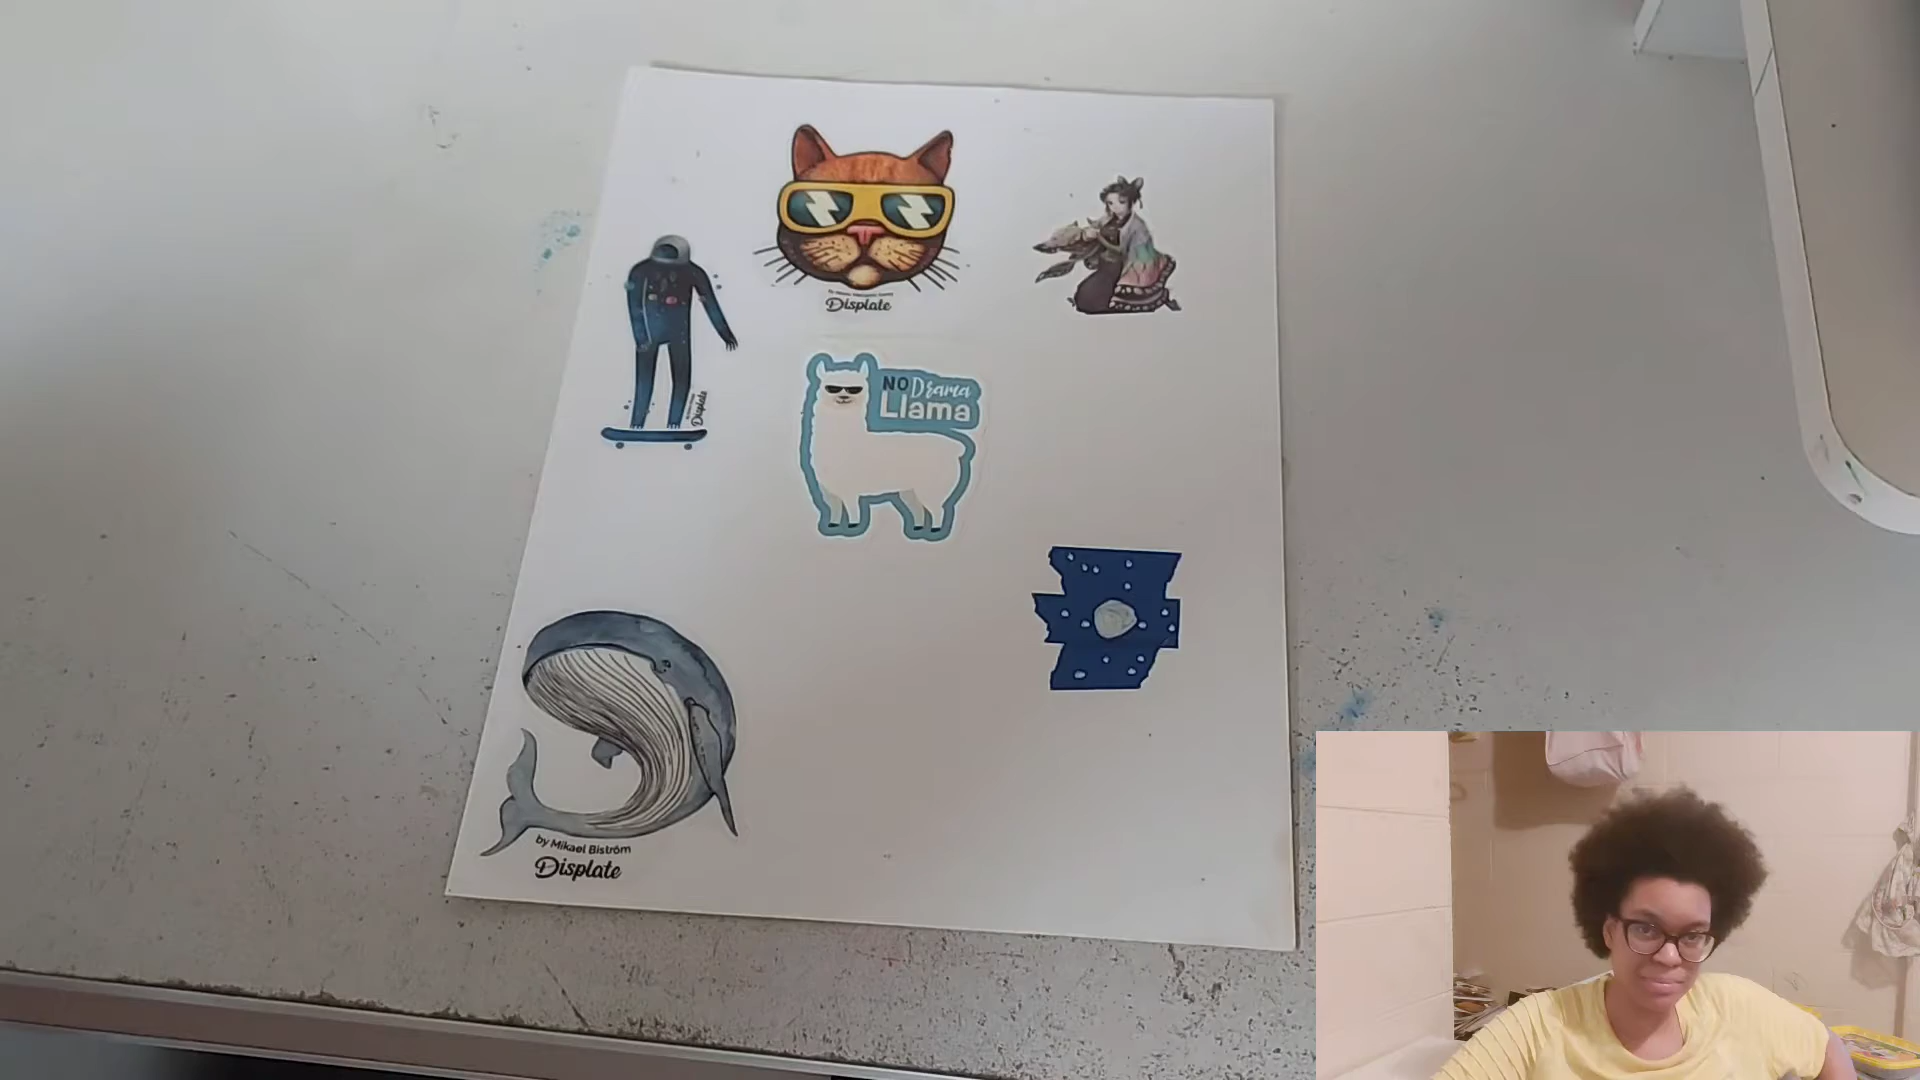 Displate
Displate
NO Drama
Llama
by Mikael Biström
Displate